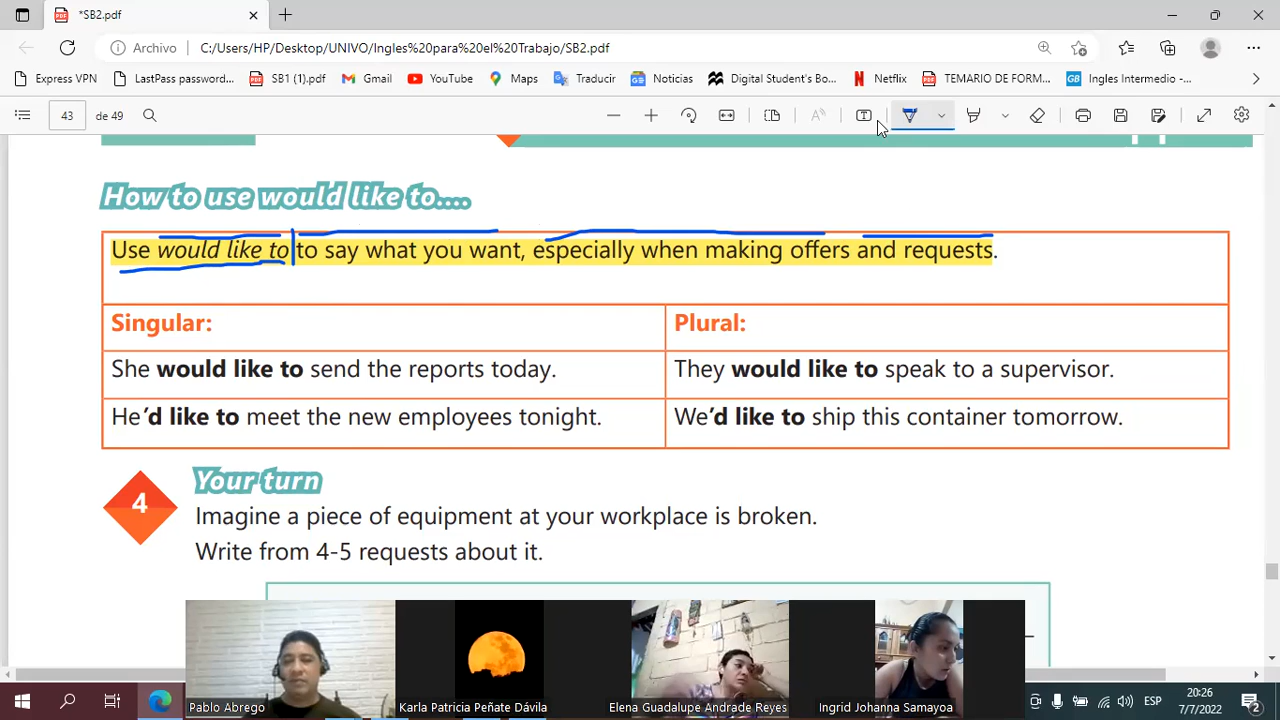 *SB2.pdf
Archivo
C:/Users/HP/Desktop/UNIVO/Ingles%20para%20el%20Trabajo/SB2.pdf
Express VPN
LastPass password...
SB1 (1).pdf
Gmail
YouTube
Maps
Traducir
Noticias
Digital Student's Bo...
Netflix
TEMARIO DE FORM...
Ingles Intermedio -...
43 de 49
How to use would like to....
Use would like to to say what you want, especially when making offers and requests.
Singular:
Plural:
She would like to send the reports today.
They would like to speak to a supervisor.
He'd like to meet the new employees tonight.
We'd like to ship this container tomorrow.
4
Your turn
Imagine a piece of equipment at your workplace is broken.
Write from 4-5 requests about it.
Pablo Abrego
Karla Patricia Peñate Dávila
Elena Guadalupe Andrade Reyes
Ingrid Johanna Samayoa
ESP
20:26
7/7/2022
2